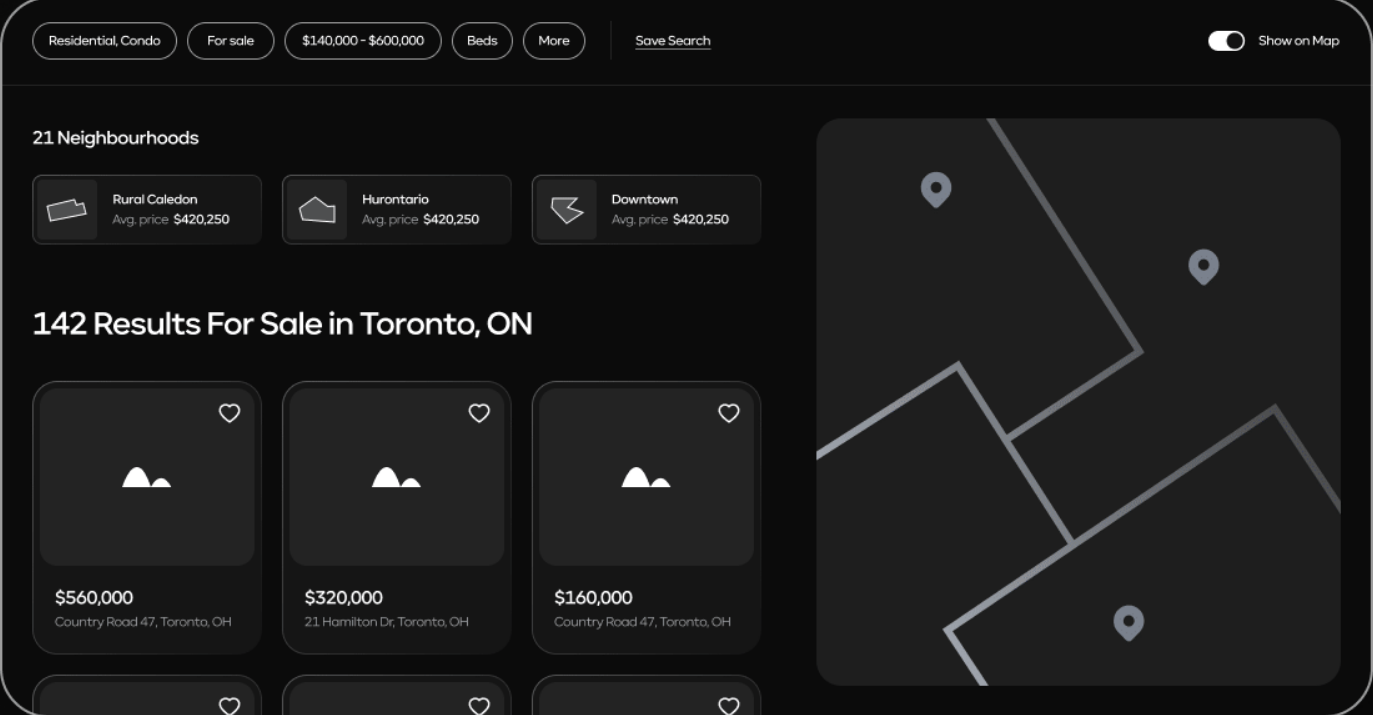 Residential, Condo
For sale
$140,000 - $600,000
Beds
More
Save Search
Show on Map
21 Neighbourhoods
Rural Caledon
Avg. price $420,250
Hurontario
Avg. price $420,250
Downtown
Avg. price $420,250
142 Results For Sale in Toronto, ON
$560,000
Country Road 47, Toronto, OH
$320,000
21 Hamilton Dr, Toronto, OH
$160,000
Country Road 47, Toronto, OH